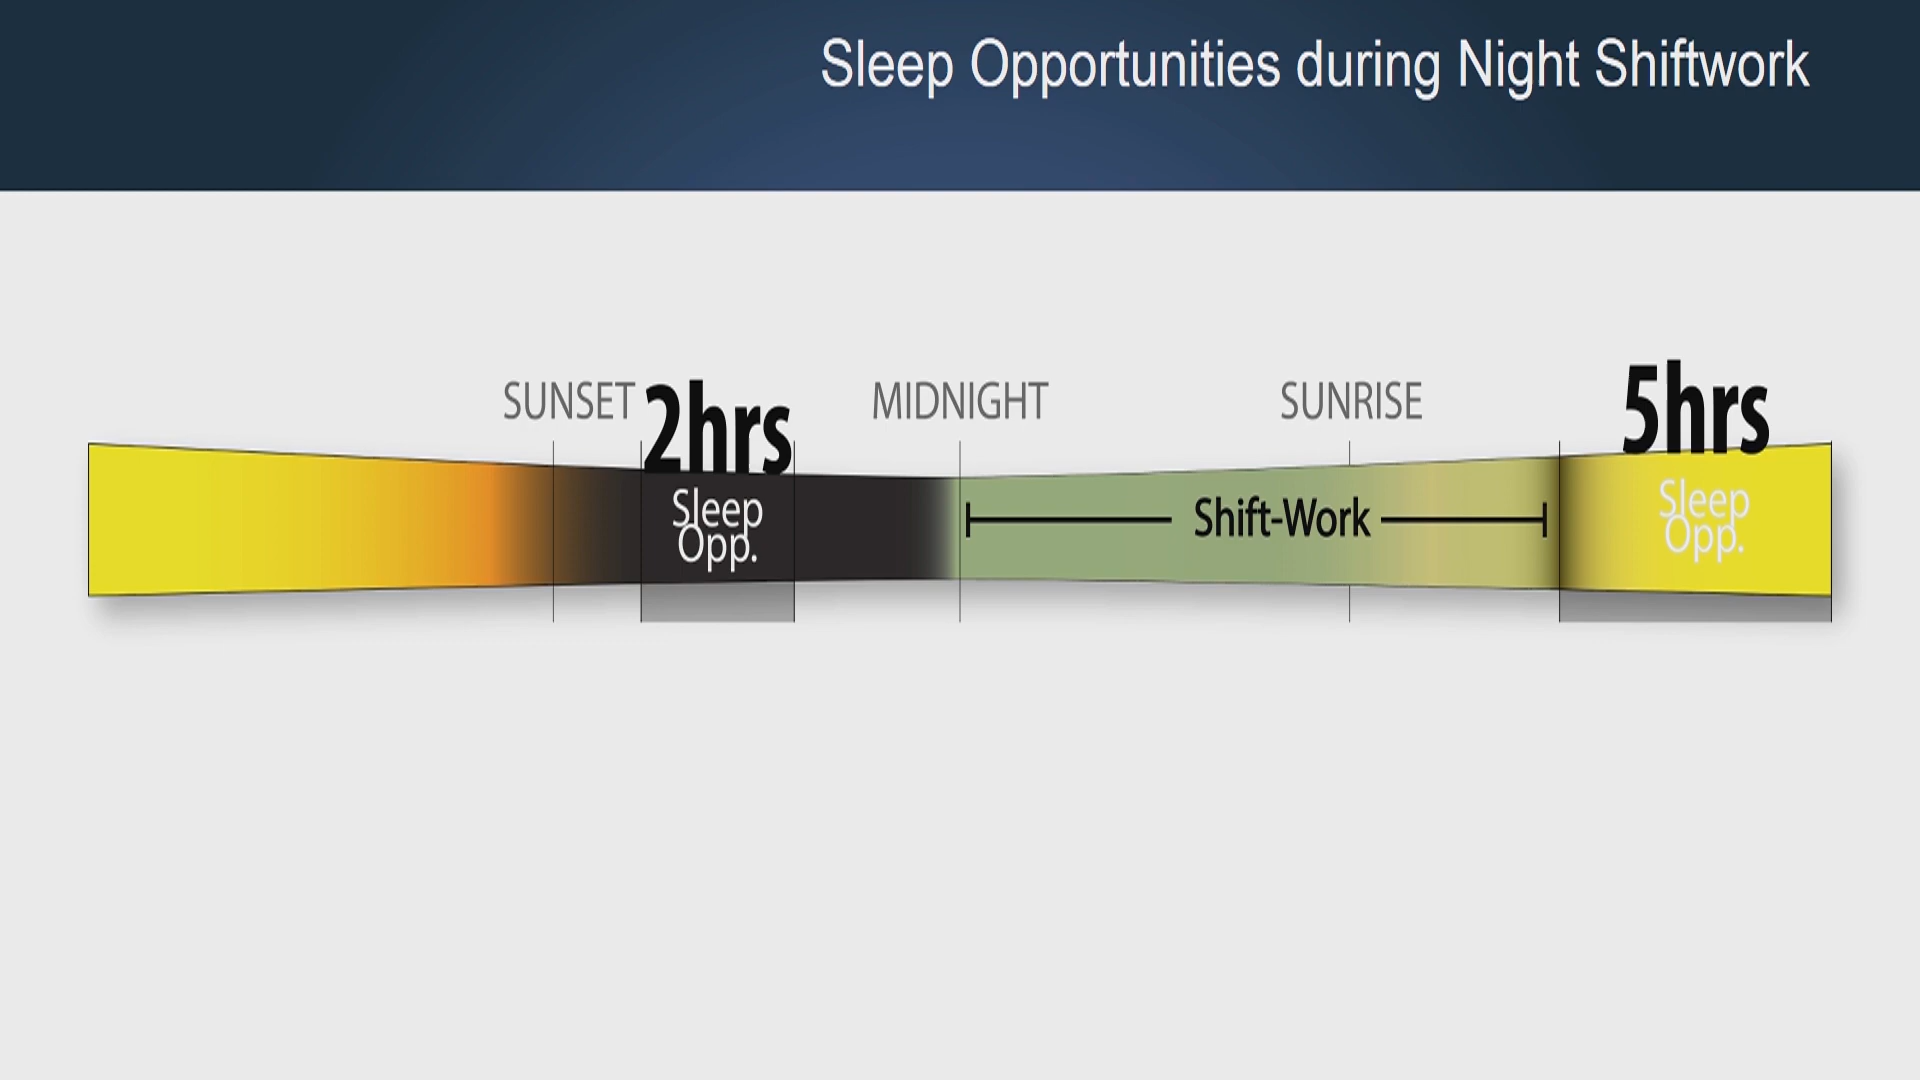 Sleep Opportunities during Night Shiftwork
SUNSET
2hrs
MIDNIGHT
SUNRISE
5hrs
Sleep
Opp.
Shift-Work
Sleep
Opp.